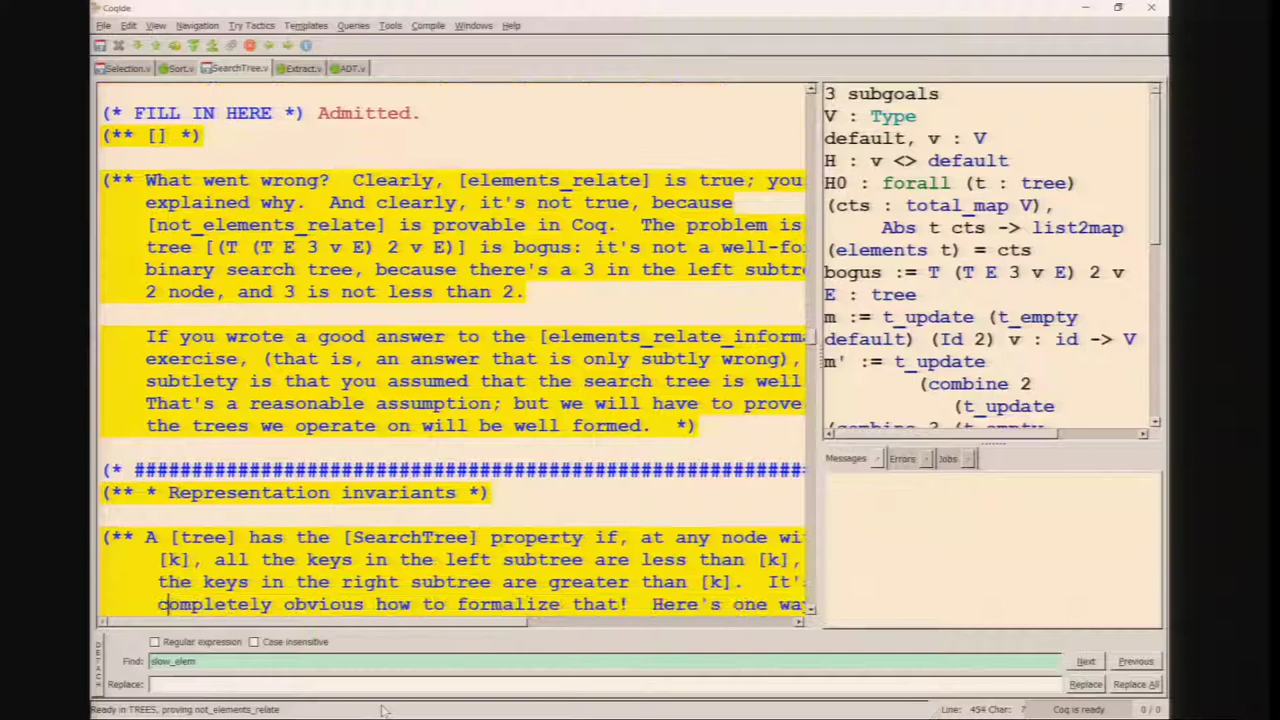 CoqIde
File Edit View Navigation Try Tactics Templates Queries Tools Compile Windows Help
Selection.v Sort.v SearchTree.v Extract.v ADT.v
(* FILL IN HERE *) Admitted.
(** [] *)
(** What went wrong?  Clearly, [elements_relate] is true; you
explained why.  And clearly, it's not true, because
[not_elements_relate] is provable in Coq.  The problem is
tree [(T (T E 3 v E) 2 v E)] is bogus: it's not a well-fo
binary search tree, because there's a 3 in the left subtr
2 node, and 3 is not less than 2.
If you wrote a good answer to the [elements_relate_informa
exercise, (that is, an answer that is only subtly wrong),
subtlety is that you assumed that the search tree is well
That's a reasonable assumption; but we will have to prove
the trees we operate on will be well formed.  *)
(* ##########################################################
(** * Representation invariants *)
(** A [tree] has the [SearchTree] property if, at any node wi
[k], all the keys in the left subtree are less than [k],
the keys in the right subtree are greater than [k].  It's
completely obvious how to formalize that!  Here's one way
3 subgoals
V : Type
default, v : V
H : v <> default
H0 : forall (t : tree)
(cts : total_map V),
Abs t cts -> list2map
(elements t) = cts
bogus := T (T E 3 v E) 2 v
E : tree
m := t_update (t_empty
default) (Id 2) v : id -> V
m' := t_update
(combine 2
(t_update
(combine 3 (t_empty
Messages Errors Jobs
DETACH
Regular expression Case insensitive
Find: slow_elem Next Previous
Replace: Replace Replace All
Ready in TREES, proving not_elements_relate Line: 454 Char: 7 Coq is ready 0 / 0